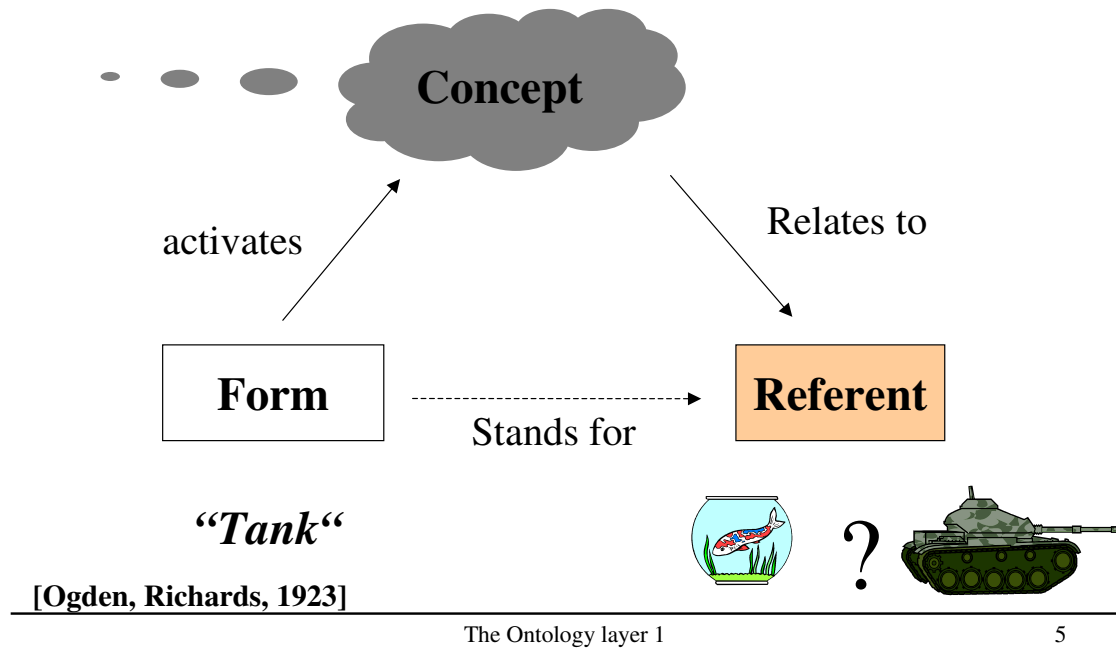 Concept
activates
Relates to
Form
Referent
Stands for
“Tank“
?
[Ogden, Richards, 1923]
The Ontology layer 1
5